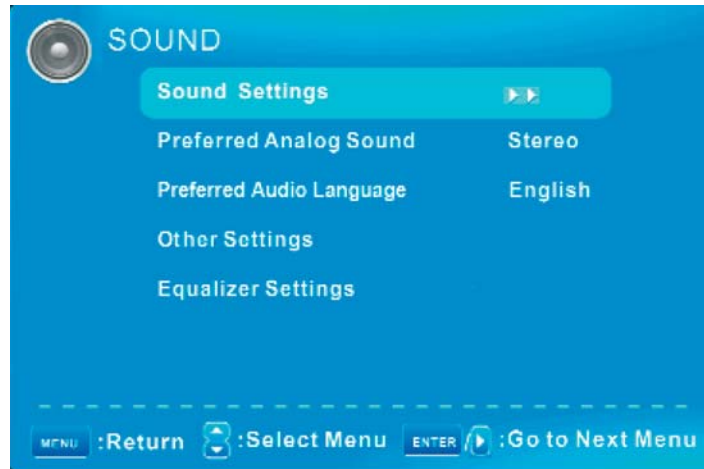 SOUND
Sound Settings
Preferred Analog Sound Stereo
Preferred Audio Language English
Other Settings
Equalizer Settings
MENU :Return :Select Menu ENTER / :Go to Next Menu